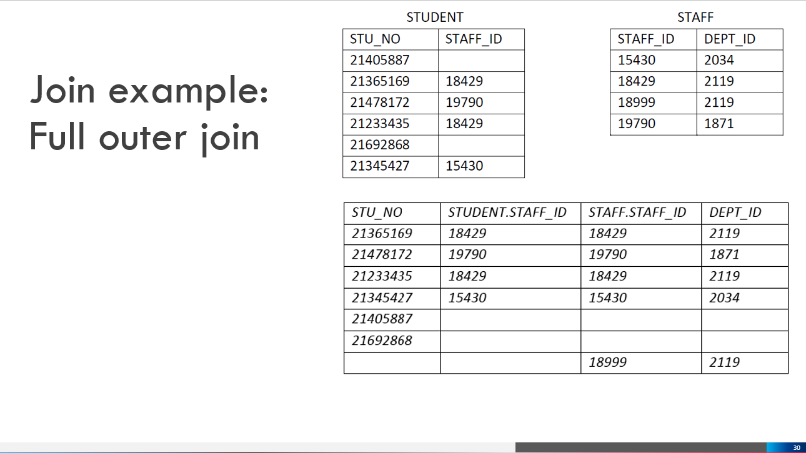 Join example:
Full outer join
STUDENT
STU_NO STAFF_ID
21405887
21365169 18429
21478172 19790
21233435 18429
21692868
21345427 15430
STAFF
STAFF_ID DEPT_ID
15430 2034
18429 2119
18999 2119
19790 1871
STU_NO STUDENT.STAFF_ID STAFF.STAFF_ID DEPT_ID
21365169 18429 18429 2119
21478172 19790 19790 1871
21233435 18429 18429 2119
21345427 15430 15430 2034
21405887
21692868
18999 2119
30